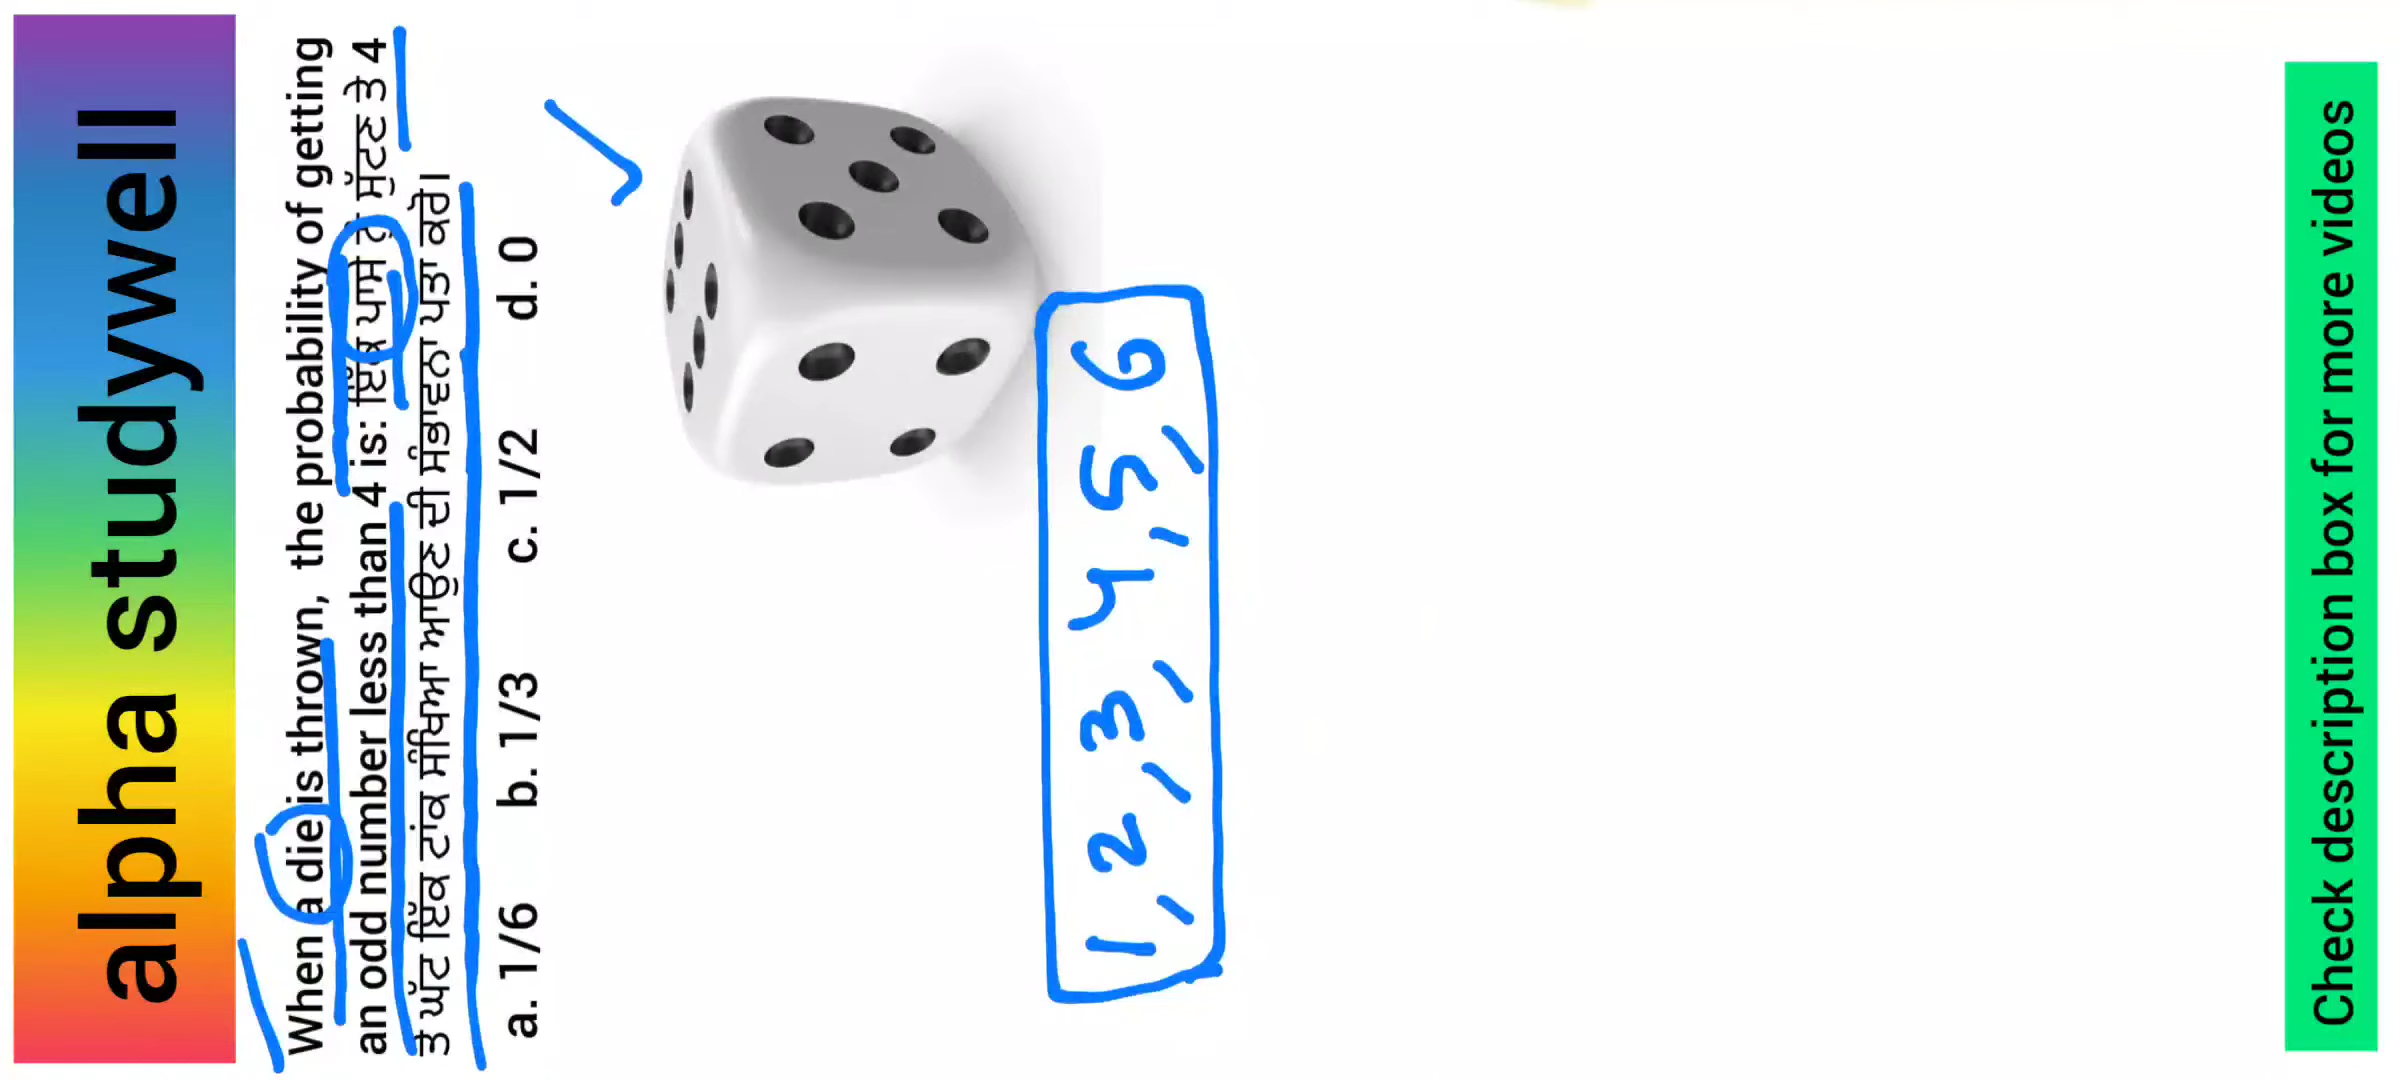 alpha studywell
When a die is thrown, the probability of getting
an odd number less than 4 is: ਇੱਕ ਪਾਸੇ ਨੂੰ ਸੁੱਟਣ ਤੇ 4
ਤੋਂ ਘੱਟ ਇੱਕ ਟਾਂਕ ਸੰਖਿਆ ਆਉਣ ਦੀ ਸੰਭਾਵਨਾ ਪਤਾ ਕਰੋ।
a. 1/6 b. 1/3 c. 1/2 d. 0
1, 2, 3, 4, 5, 6
Check description box for more videos